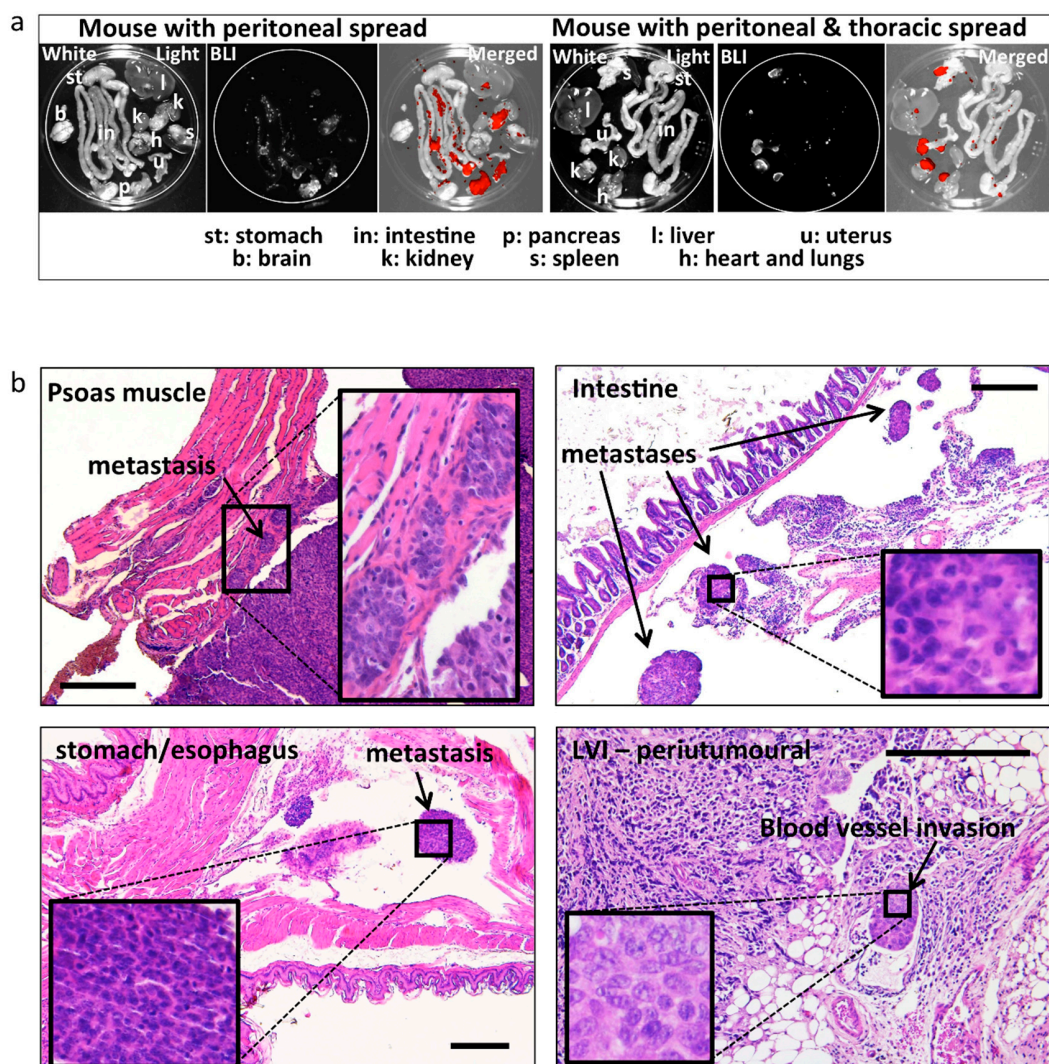 a
Mouse with peritoneal spread
Mouse with peritoneal & thoracic spread
White
Light
BLI
Merged
White
Light
BLI
Merged
st
l
k
b
k
in
h
s
u
p
s
st
l
u
in
k
k
h
st: stomach in: intestine p: pancreas l: liver u: uterus
b: brain k: kidney s: spleen h: heart and lungs
b
Psoas muscle
metastasis
Intestine
metastases
stomach/esophagus
metastasis
LVI – periutumoural
Blood vessel invasion